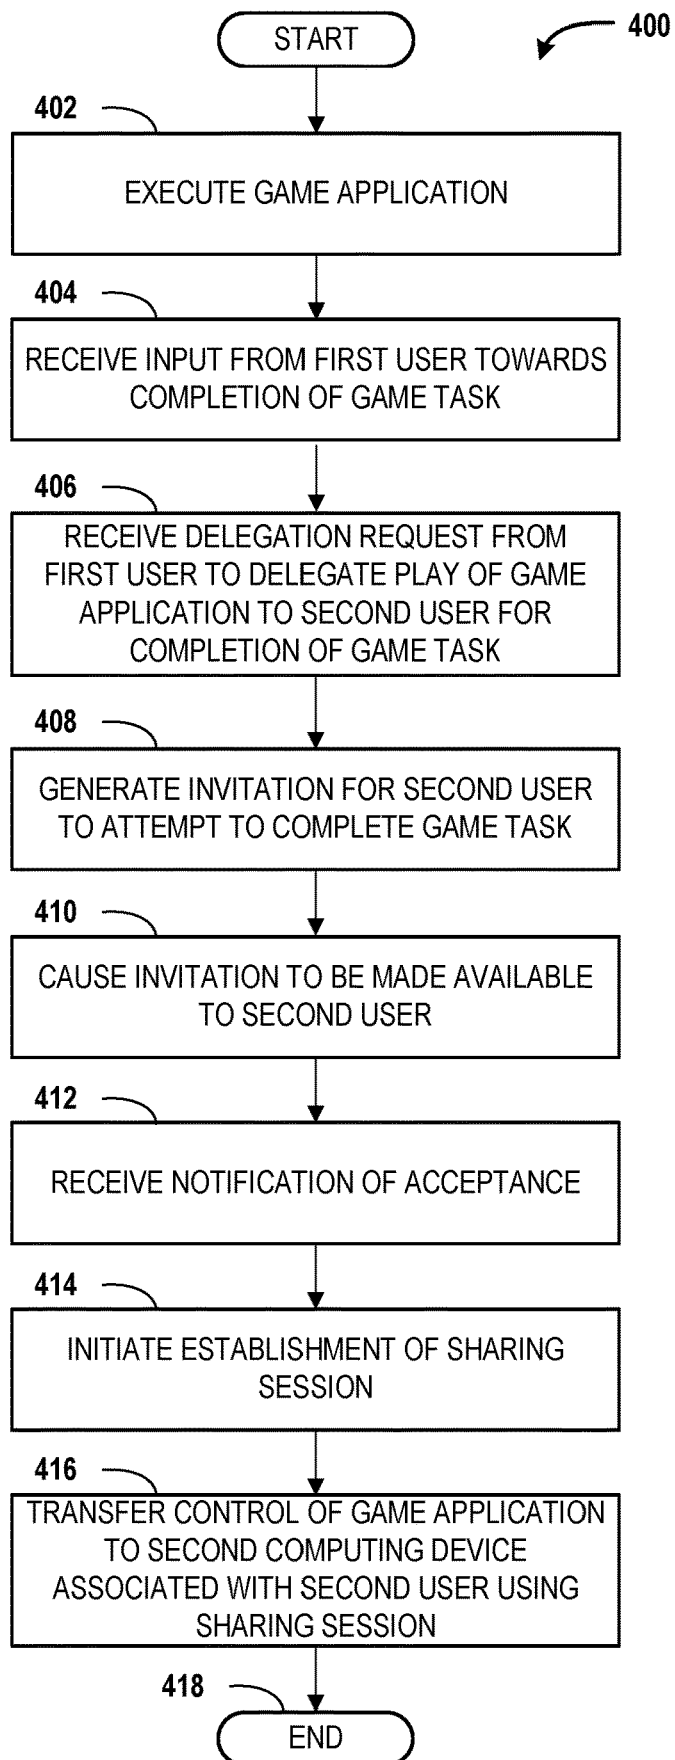 START
400
402
EXECUTE GAME APPLICATION
404
RECEIVE INPUT FROM FIRST USER TOWARDS
COMPLETION OF GAME TASK
406
RECEIVE DELEGATION REQUEST FROM
FIRST USER TO DELEGATE PLAY OF GAME
APPLICATION TO SECOND USER FOR
COMPLETION OF GAME TASK
408
GENERATE INVITATION FOR SECOND USER
TO ATTEMPT TO COMPLETE GAME TASK
410
CAUSE INVITATION TO BE MADE AVAILABLE
TO SECOND USER
412
RECEIVE NOTIFICATION OF ACCEPTANCE
414
INITIATE ESTABLISHMENT OF SHARING
SESSION
416
TRANSFER CONTROL OF GAME APPLICATION
TO SECOND COMPUTING DEVICE
ASSOCIATED WITH SECOND USER USING
SHARING SESSION
418
END